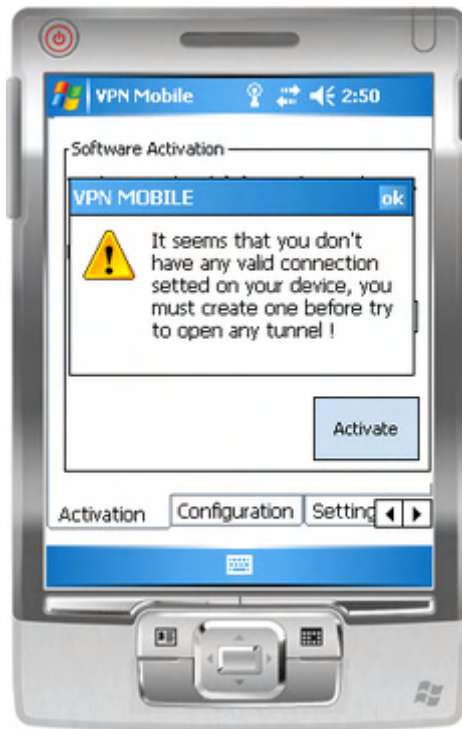 VPN Mobile 2:50
Software Activation
VPN MOBILE ok
It seems that you don't
have any valid connection
setted on your device, you
must create one before try
to open any tunnel !
Activate
Activation Configuration Setting